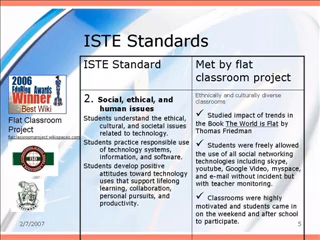 ISTE Standards
ISTE Standard
Met by flat
classroom project
2006
EduBlog Awards
Winner
Best Wiki
Flat Classroom
Project
flatclassroomproject.wikispaces.com
2. Social, ethical, and
human issues
Students understand the ethical,
cultural, and societal issues
related to technology.
Students practice responsible use
of technology systems,
information, and software.
Students develop positive
attitudes toward technology
uses that support lifelong
learning, collaboration,
personal pursuits, and
productivity.
Ethnically and culturally diverse
classrooms
✓ Studied impact of trends in
the Book The World is Flat by
Thomas Friedman
✓ Students were freely allowed
the use of all social networking
technologies including skype,
youtube, Google Video, myspace,
and e-mail without incident but
with teacher monitoring.
✓ Classrooms were highly
motivated and students came in
on the weekend and after school
to participate.
2/7/2007
5